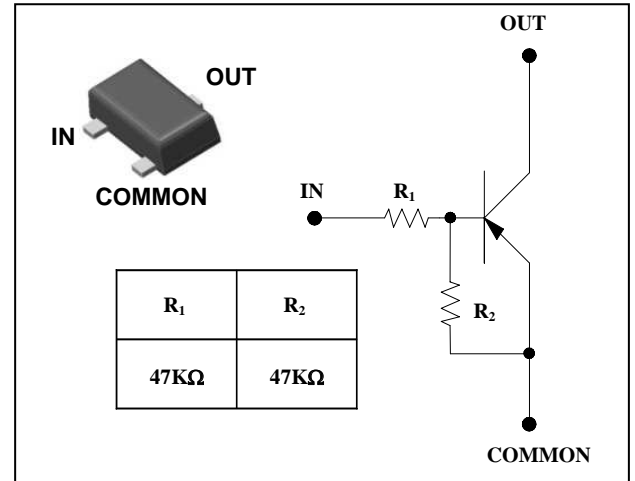 OUT
OUT
IN
COMMON
IN
R₁
R₂
R₁ R₂
47KΩ 47KΩ
COMMON